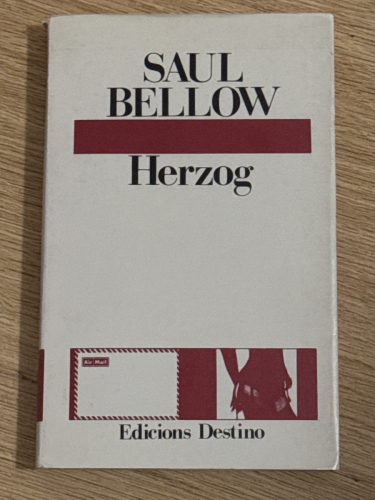 SAUL
BELLOW
Herzog
Air Mail
Edicions Destino